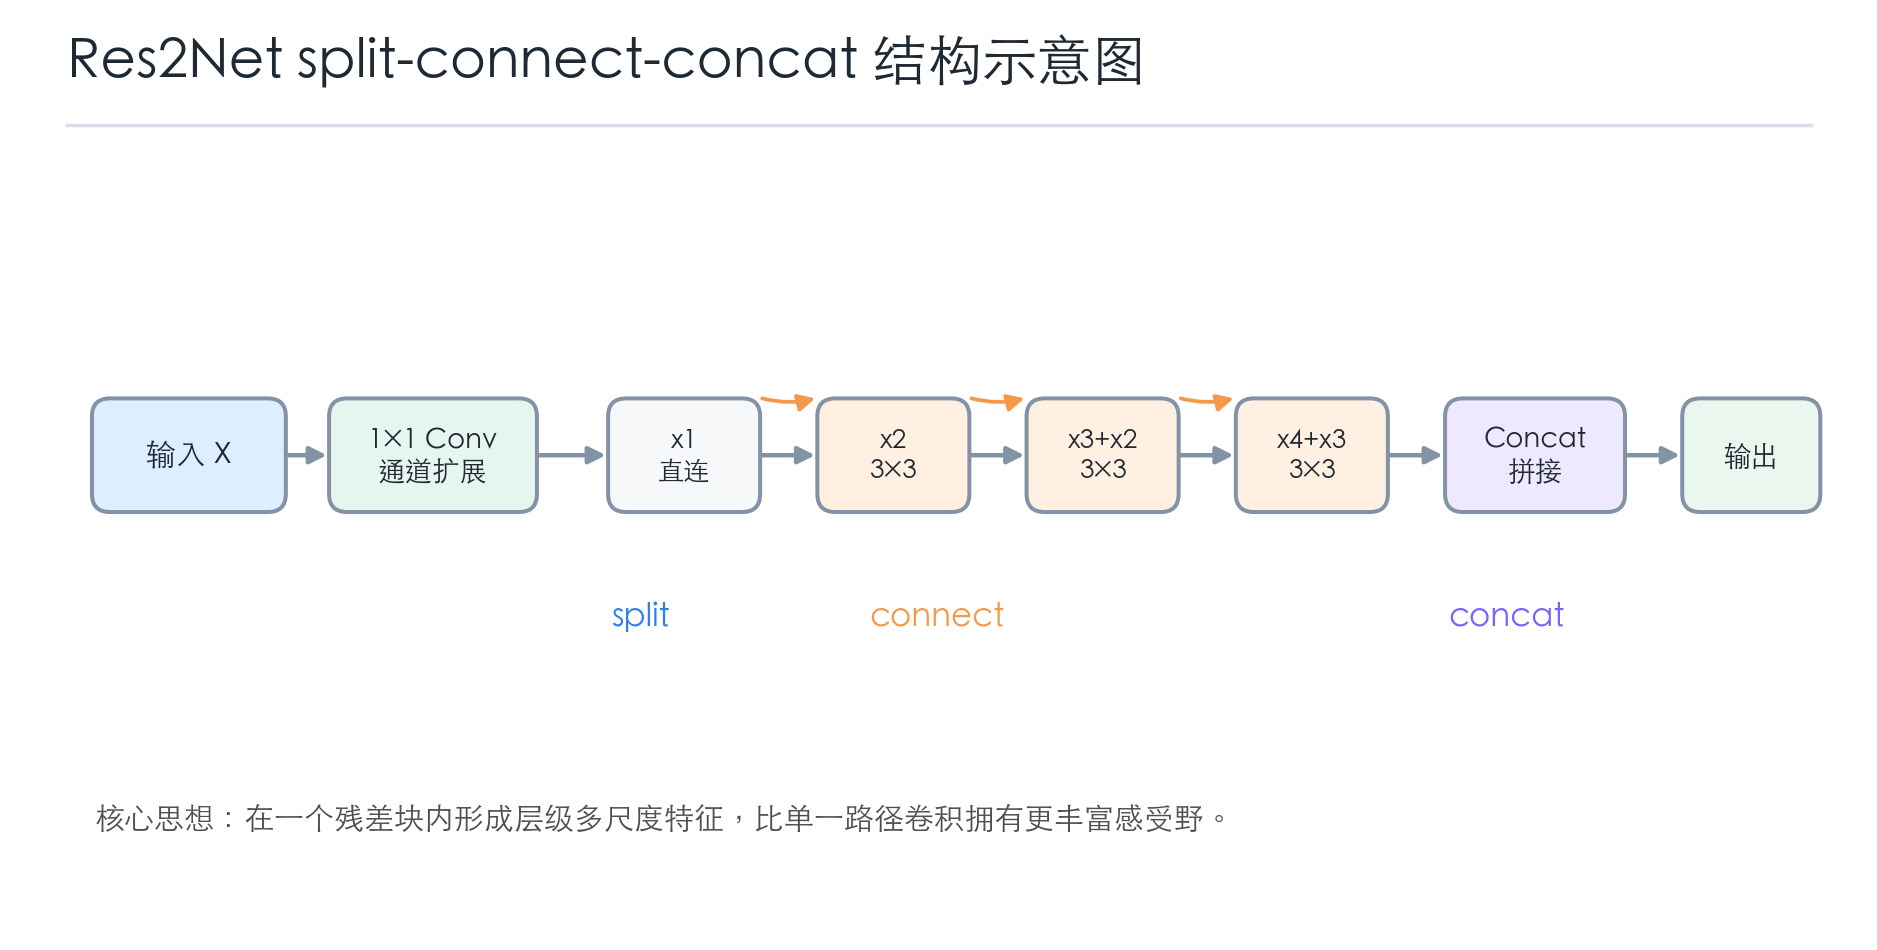 Res2Net split-connect-concat 结构示意图
输入 X
1×1 Conv
通道扩展
x1
直连
x2
3×3
x3+x2
3×3
x4+x3
3×3
Concat
拼接
输出
split
connect
concat
核心思想：在一个残差块内形成层级多尺度特征，比单一路径卷积拥有更丰富感受野。